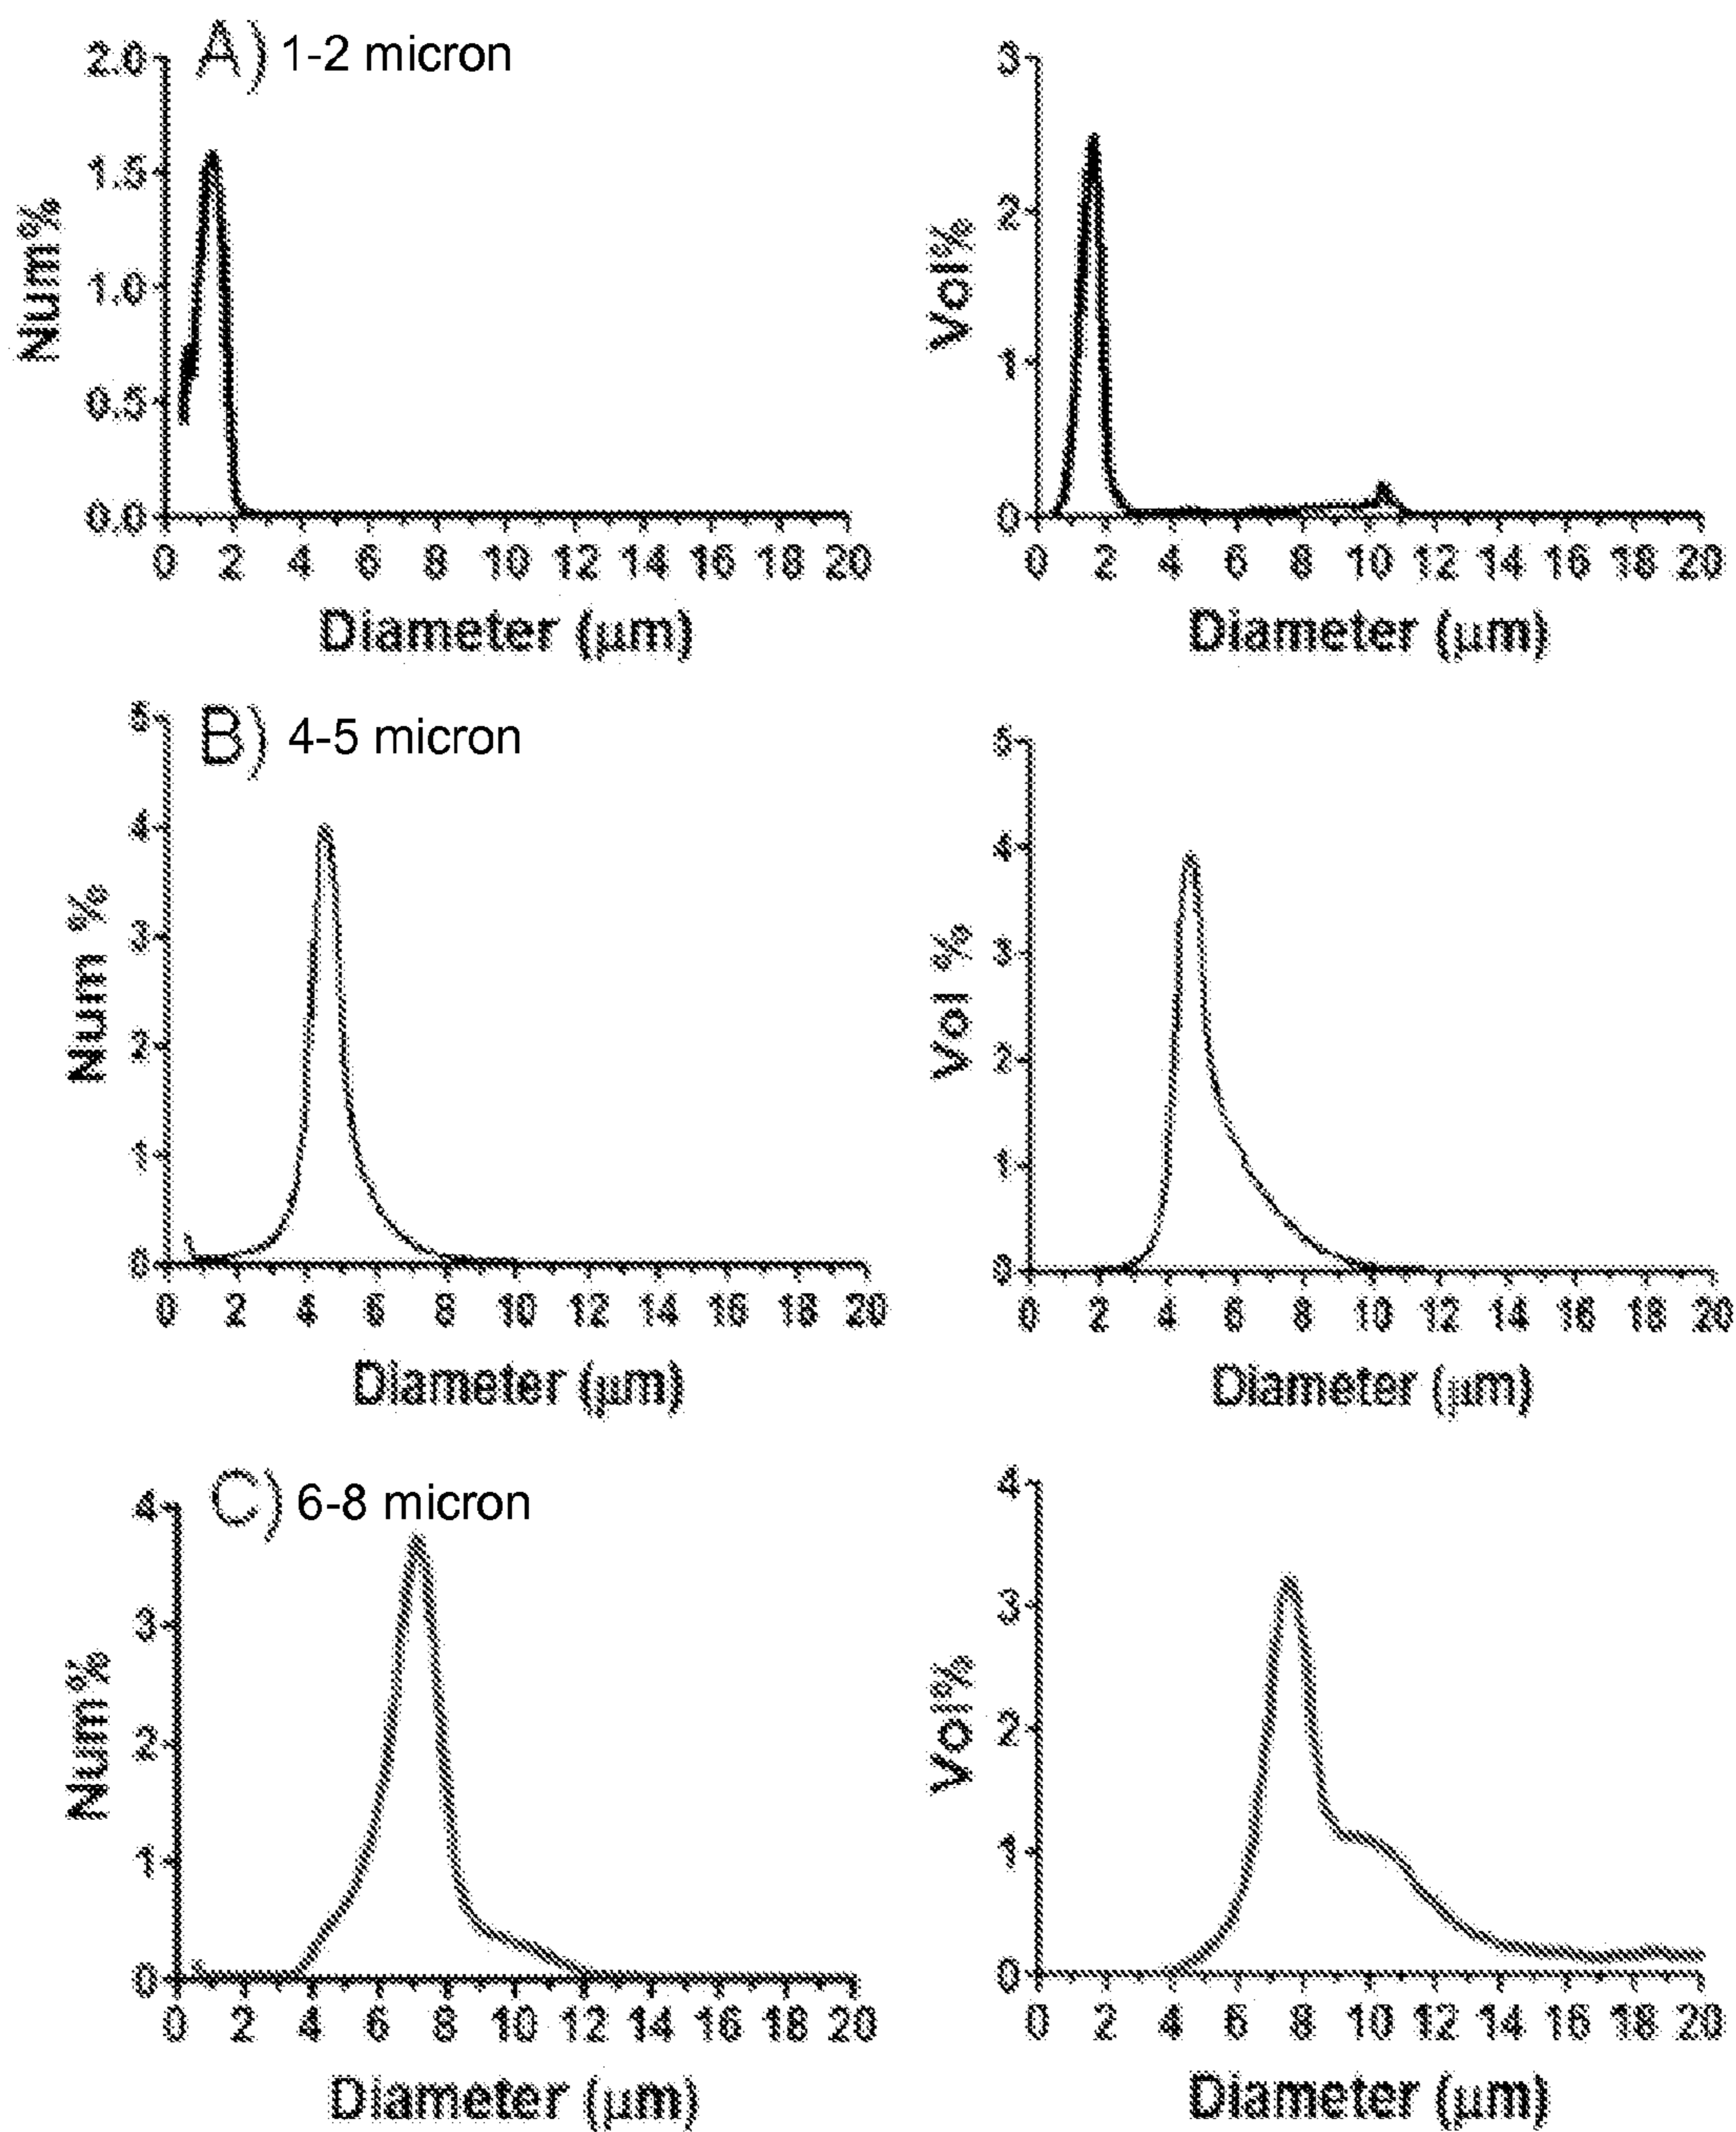 A) 1-2 micron
2.0
1.5
1.0
0.5
0.0
Num%
0 2 4 6 8 10 12 14 16 18 20
Diameter (µm)
3
2
1
0
Vol%
0 2 4 6 8 10 12 14 16 18 20
Diameter (µm)
B) 4-5 micron
5
4
3
2
1
0
Num %
0 2 4 6 8 10 12 14 16 18 20
Diameter (µm)
5
4
3
2
1
0
Vol %
0 2 4 6 8 10 12 14 16 18 20
Diameter (µm)
C) 6-8 micron
4
3
2
1
0
Num%
0 2 4 6 8 10 12 14 16 18 20
Diameter (µm)
4
3
2
1
0
Vol%
0 2 4 6 8 10 12 14 16 18 20
Diameter (µm)